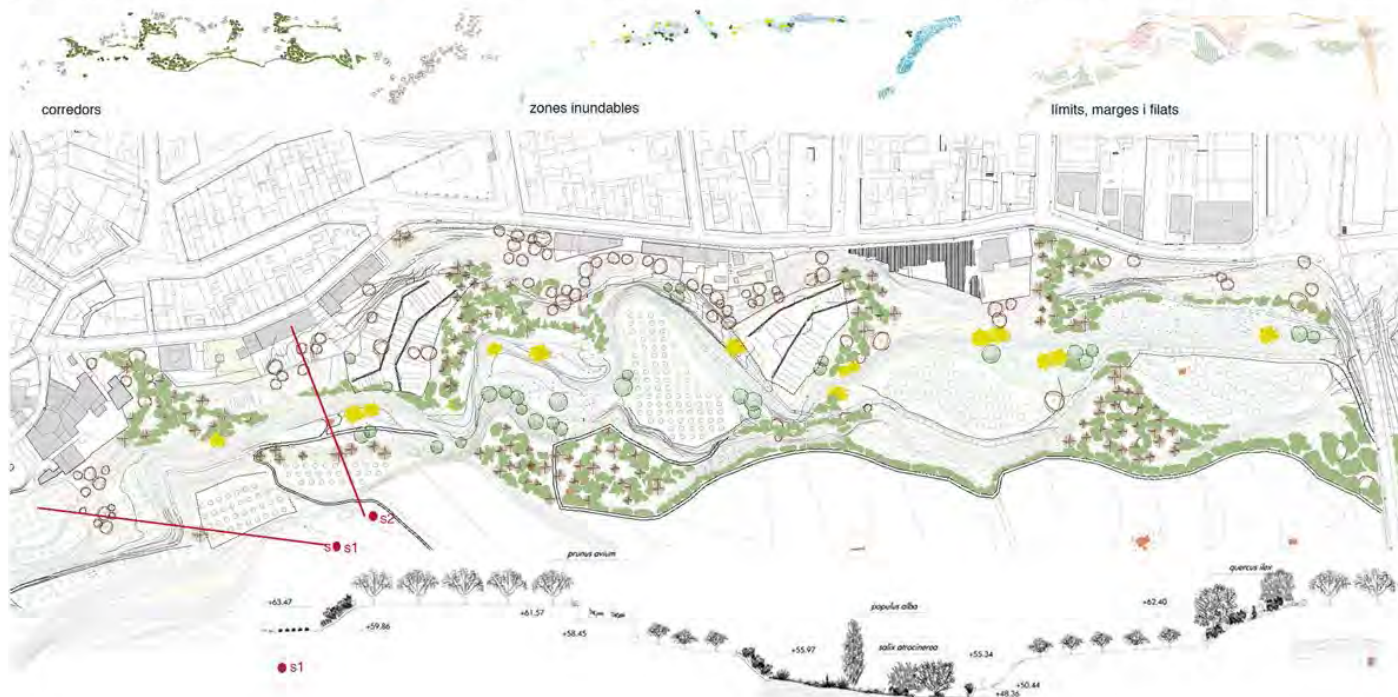 corredors
zones inundables
límits, marges i filats
s2
s s1
prunus avium
quercus ilex
+63.47
+59.86
+61.57
+58.45
populus alba
+62.40
+55.97
salix atrocinerea
+55.34
+50.44
+48.36
s1